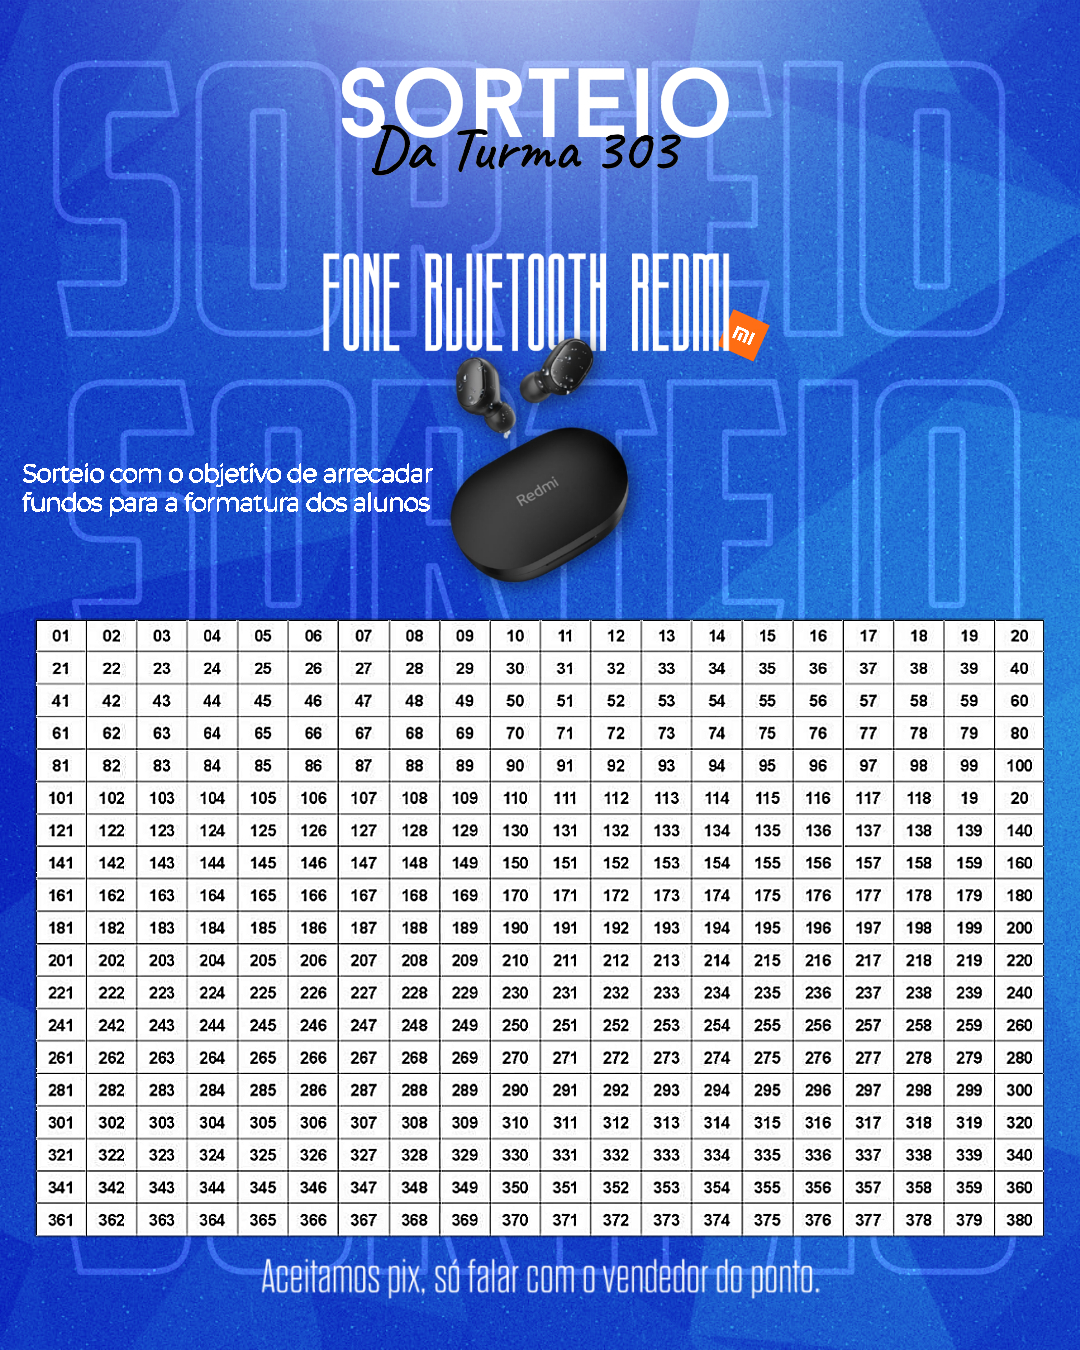 SORTEIO
Da Turma 303
FONE BLUETOOTH REDMI
Redmi
Sorteio com o objetivo de arrecadar
fundos para a formatura dos alunos
01 02 03 04 05 06 07 08 09 10 11 12 13 14 15 16 17 18 19 20
21 22 23 24 25 26 27 28 29 30 31 32 33 34 35 36 37 38 39 40
41 42 43 44 45 46 47 48 49 50 51 52 53 54 55 56 57 58 59 60
61 62 63 64 65 66 67 68 69 70 71 72 73 74 75 76 77 78 79 80
81 82 83 84 85 86 87 88 89 90 91 92 93 94 95 96 97 98 99 100
101 102 103 104 105 106 107 108 109 110 111 112 113 114 115 116 117 118 19 20
121 122 123 124 125 126 127 128 129 130 131 132 133 134 135 136 137 138 139 140
141 142 143 144 145 146 147 148 149 150 151 152 153 154 155 156 157 158 159 160
161 162 163 164 165 166 167 168 169 170 171 172 173 174 175 176 177 178 179 180
181 182 183 184 185 186 187 188 189 190 191 192 193 194 195 196 197 198 199 200
201 202 203 204 205 206 207 208 209 210 211 212 213 214 215 216 217 218 219 220
221 222 223 224 225 226 227 228 229 230 231 232 233 234 235 236 237 238 239 240
241 242 243 244 245 246 247 248 249 250 251 252 253 254 255 256 257 258 259 260
261 262 263 264 265 266 267 268 269 270 271 272 273 274 275 276 277 278 279 280
281 282 283 284 285 286 287 288 289 290 291 292 293 294 295 296 297 298 299 300
301 302 303 304 305 306 307 308 309 310 311 312 313 314 315 316 317 318 319 320
321 322 323 324 325 326 327 328 329 330 331 332 333 334 335 336 337 338 339 340
341 342 343 344 345 346 347 348 349 350 351 352 353 354 355 356 357 358 359 360
361 362 363 364 365 366 367 368 369 370 371 372 373 374 375 376 377 378 379 380
Aceitamos pix, só falar com o vendedor do ponto.
SORTEIO
SORTEIO